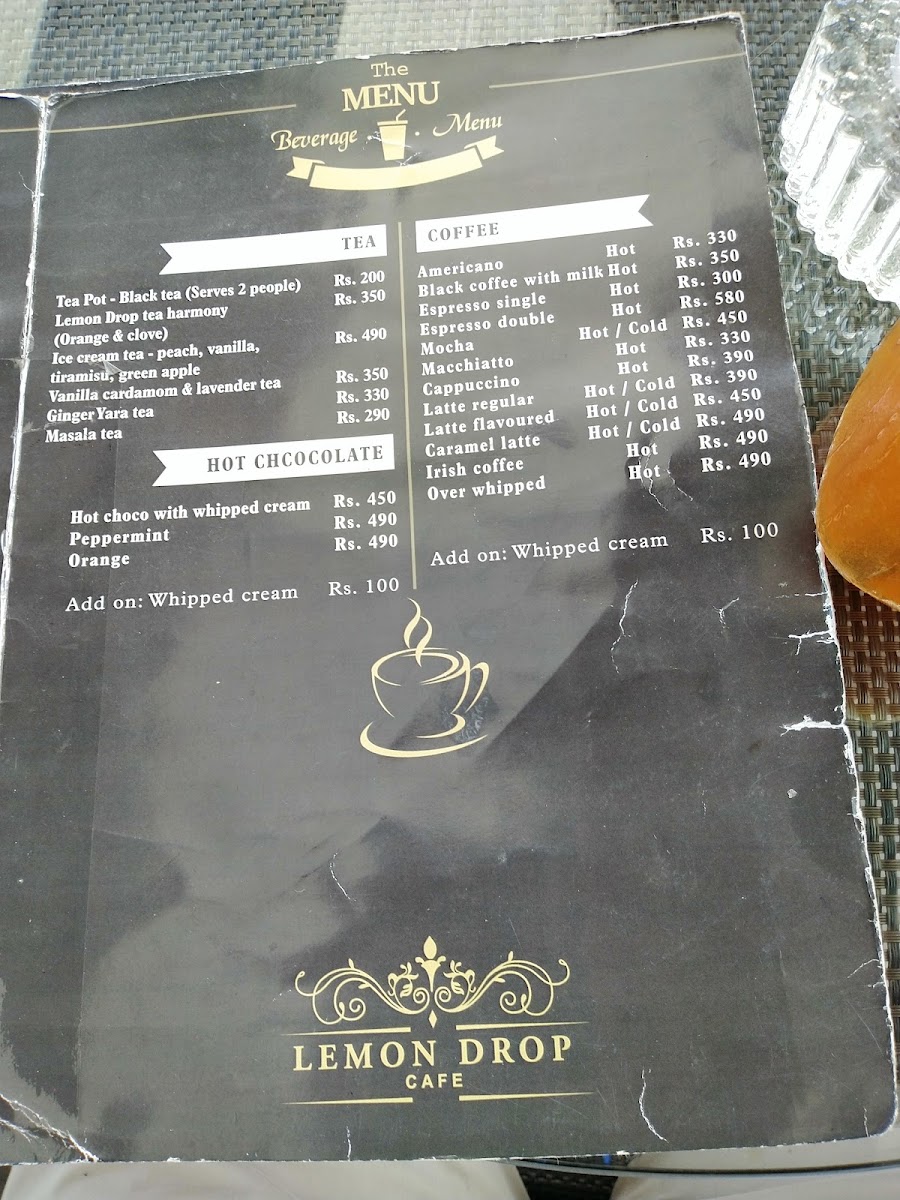 The
MENU
Beverage · Menu
TEA
Tea Pot - Black tea (Serves 2 people) Rs. 200
Lemon Drop tea harmony Rs. 350
(Orange & clove)
Ice cream tea - peach, vanilla, Rs. 490
tiramisu, green apple
Vanilla cardamom & lavender tea Rs. 350
Ginger Yara tea Rs. 330
Masala tea Rs. 290
HOT CHCOCOLATE
Hot choco with whipped cream Rs. 450
Peppermint Rs. 490
Orange Rs. 490
Add on: Whipped cream Rs. 100
COFFEE
Americano Hot Rs. 330
Black coffee with milk Hot Rs. 350
Espresso single Hot Rs. 300
Espresso double Hot Rs. 580
Mocha Hot / Cold Rs. 450
Macchiatto Hot Rs. 330
Cappuccino Hot Rs. 390
Latte regular Hot / Cold Rs. 390
Latte flavoured Hot / Cold Rs. 450
Caramel latte Hot / Cold Rs. 490
Irish coffee Hot Rs. 490
Over whipped Hot Rs. 490
Add on: Whipped cream Rs. 100
LEMON DROP
CAFE